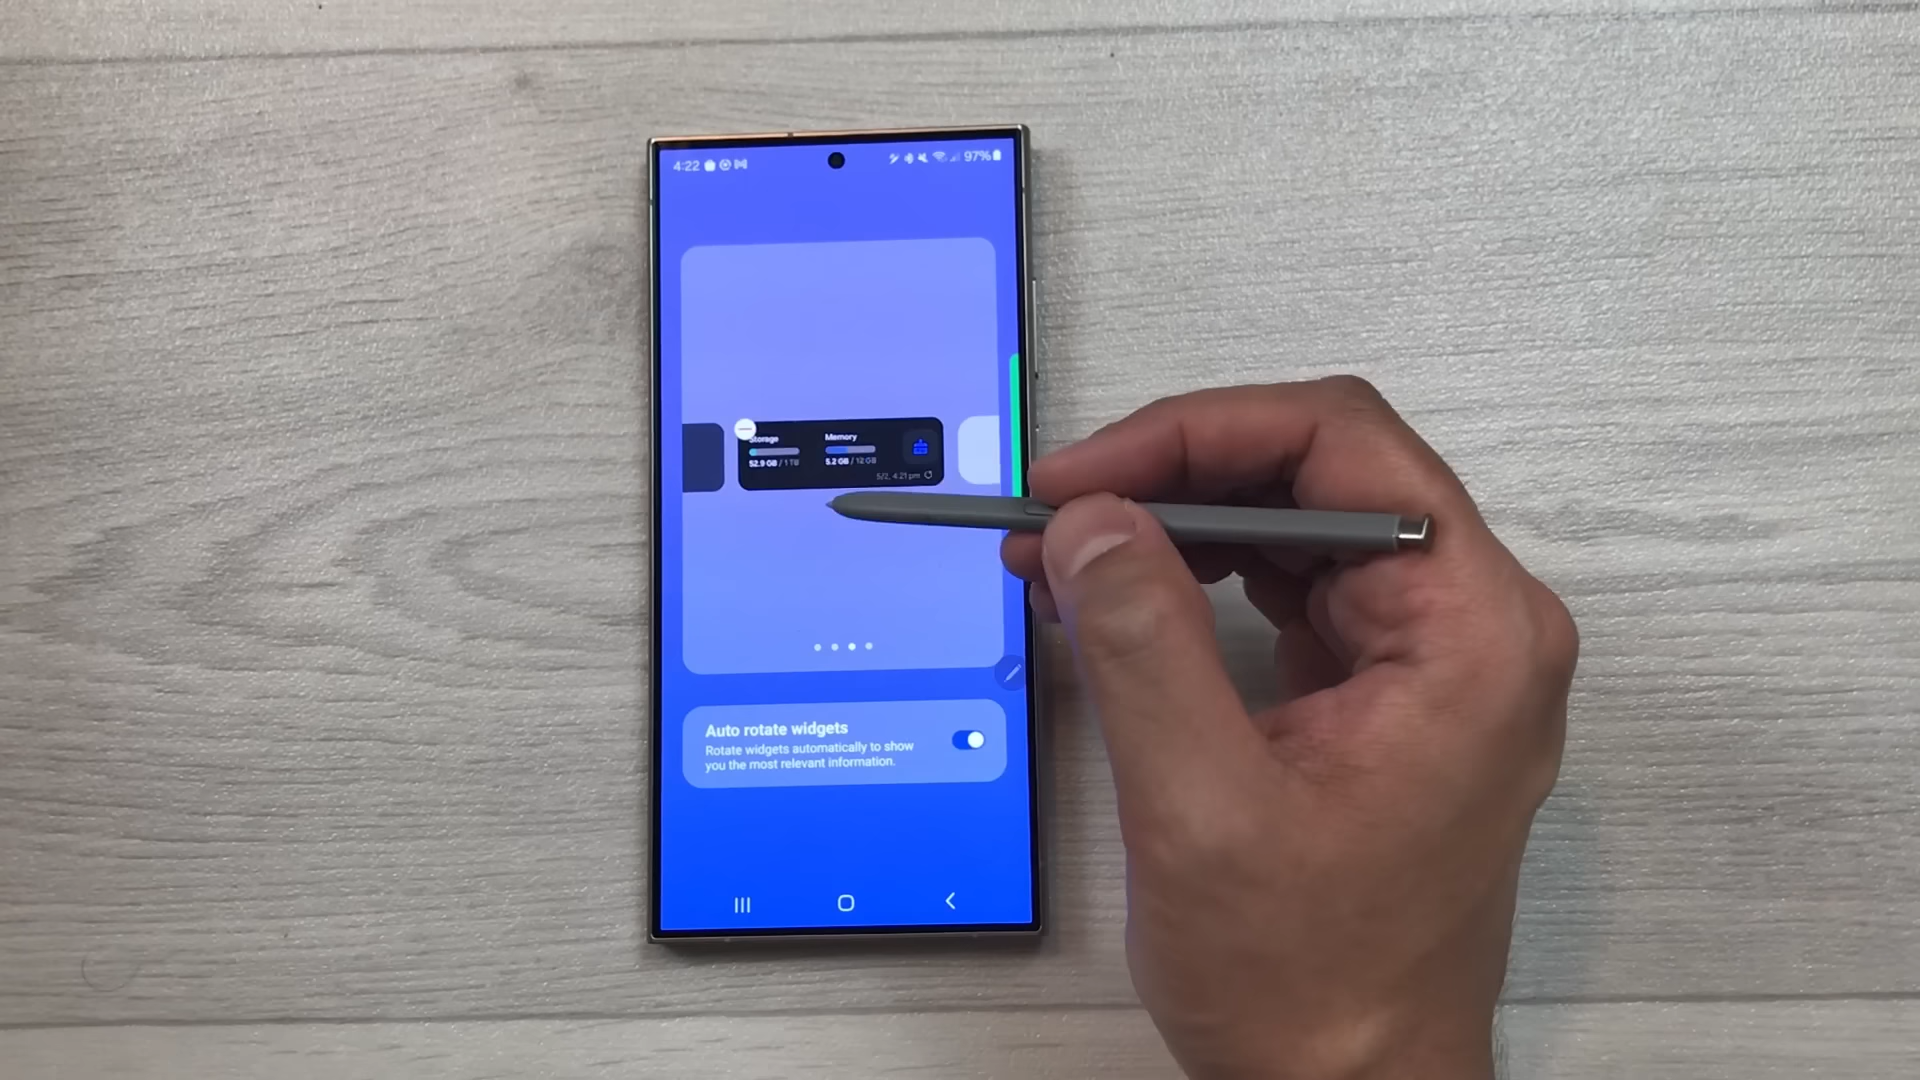 4:22 97%
Storage Memory
52.9 GB / 1 TB 5.2 GB / 12 GB
5/2, 4:21 pm
Auto rotate widgets
Rotate widgets automatically to show
you the most relevant information.